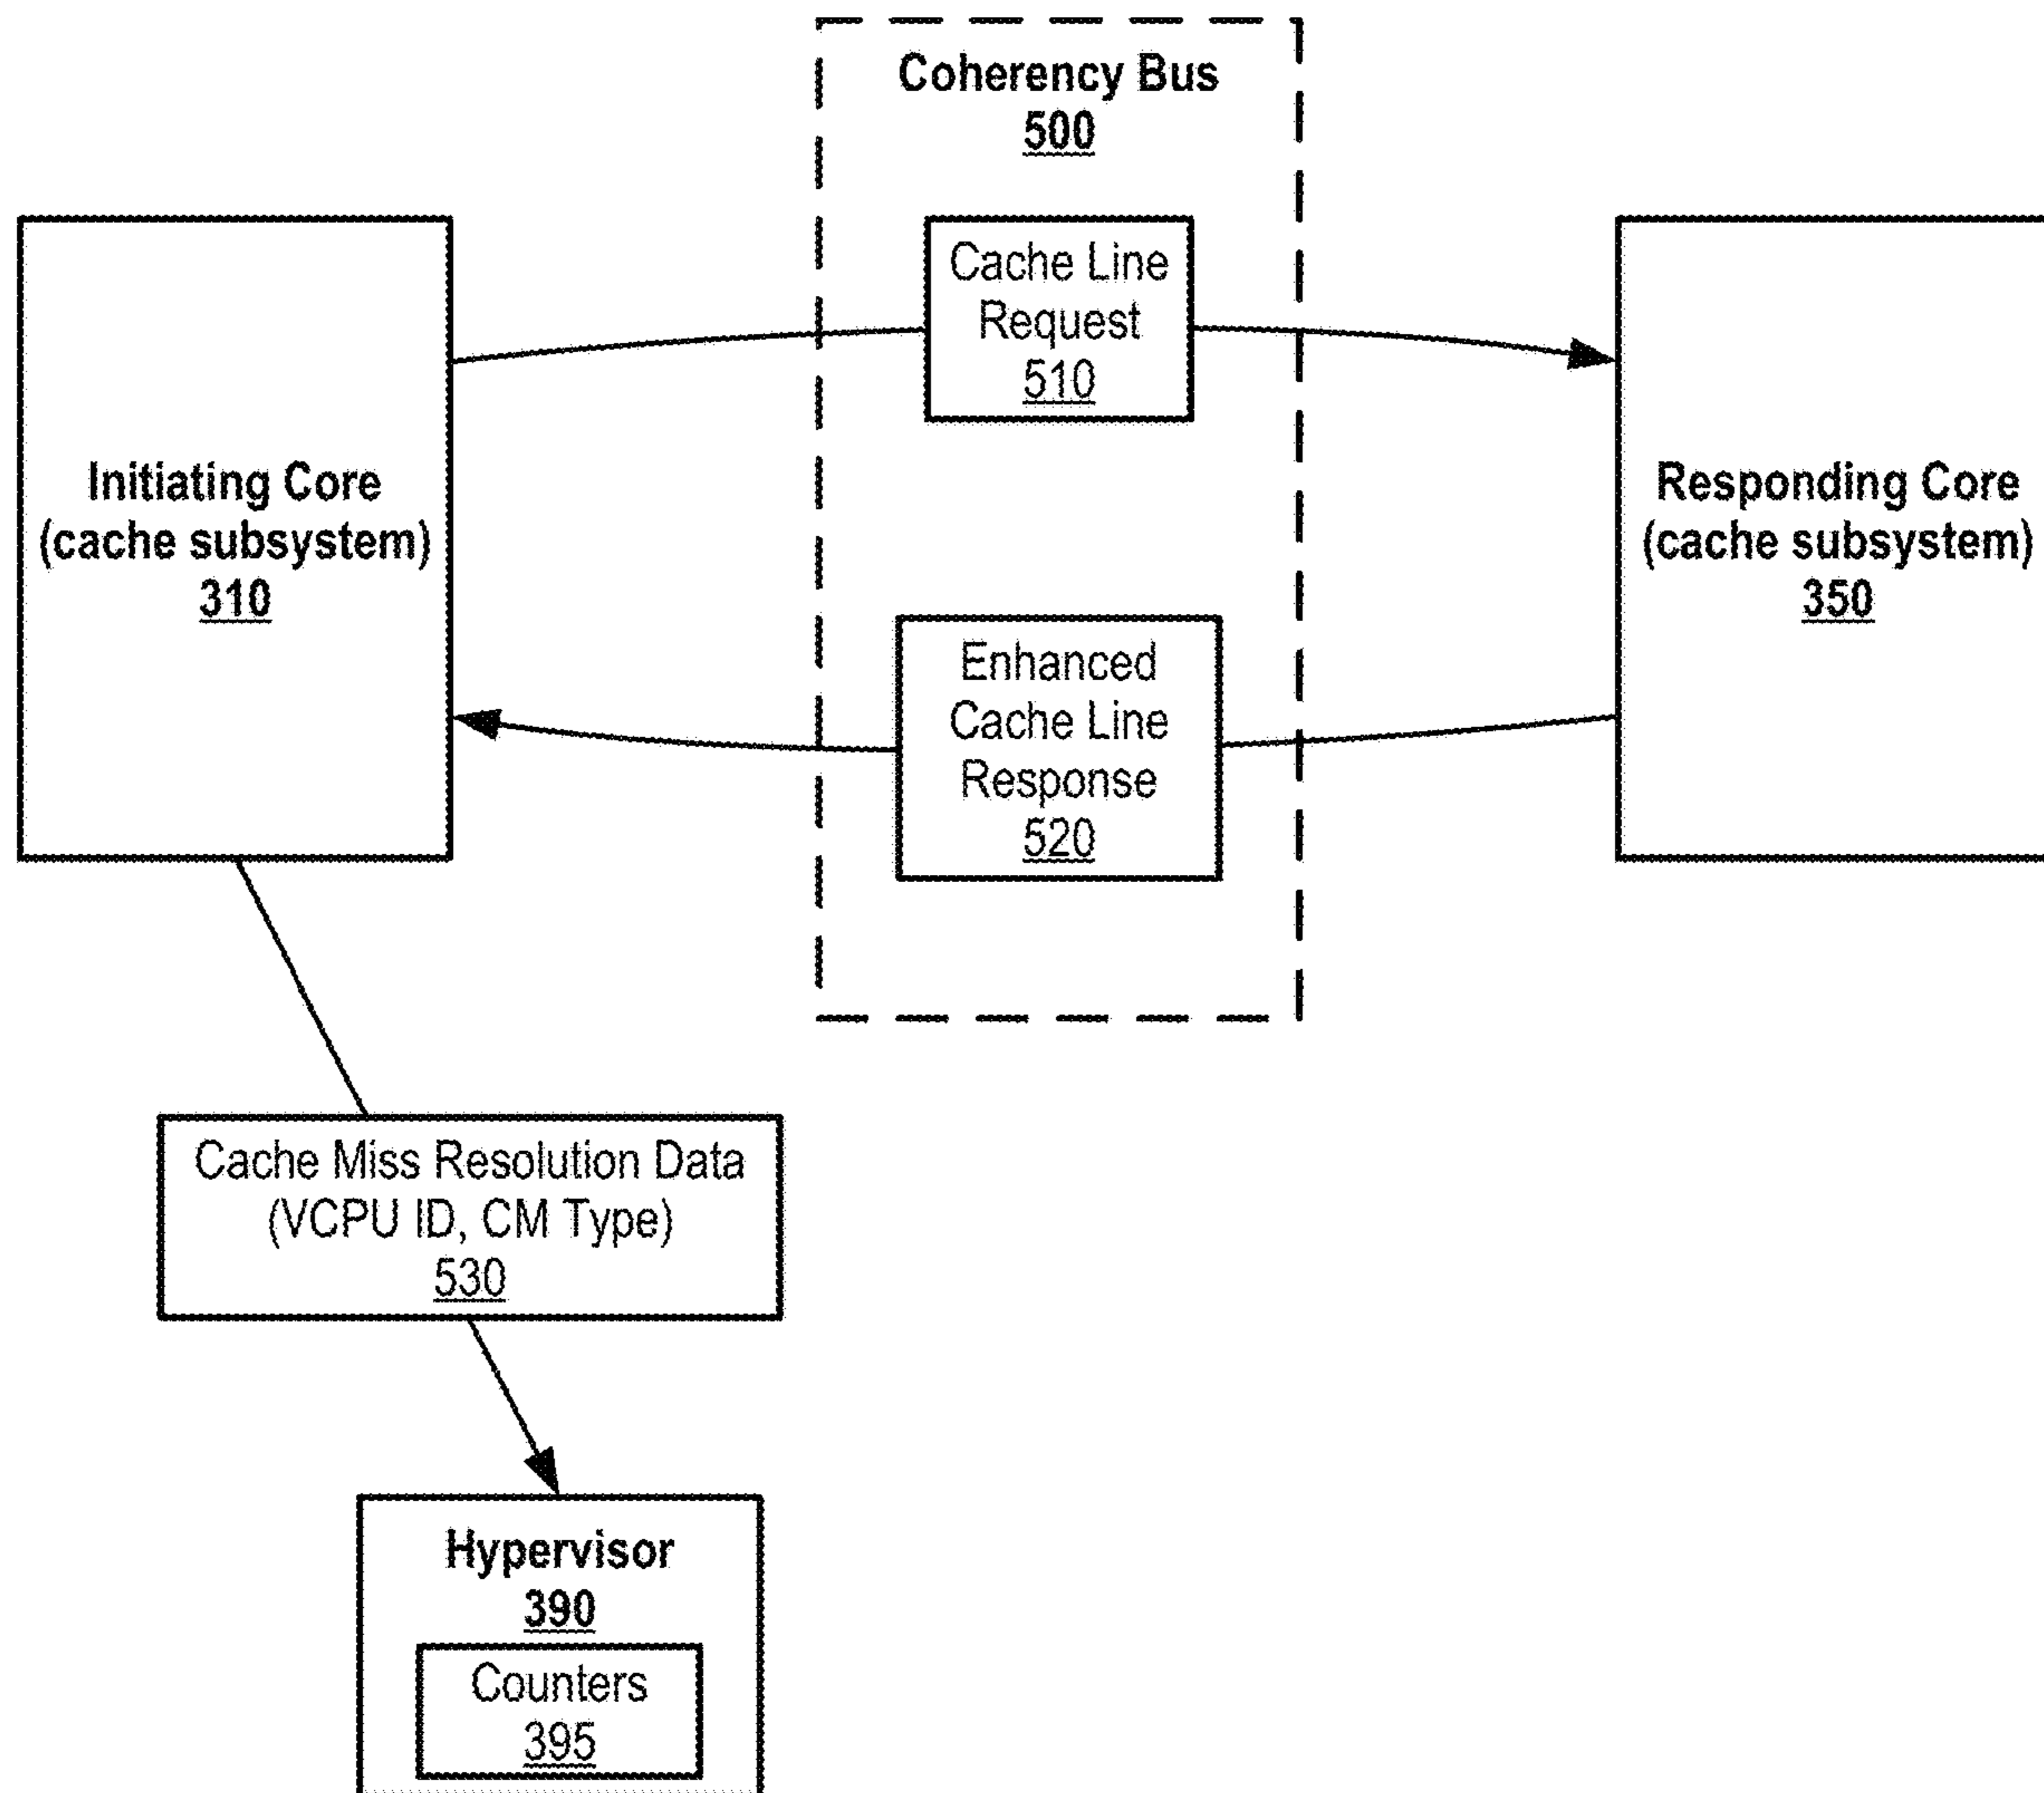 Coherency Bus
500
Cache Line
Request
510
Initiating Core
(cache subsystem)
310
Responding Core
(cache subsystem)
350
Enhanced
Cache Line
Response
520
Cache Miss Resolution Data
(VCPU ID, CM Type)
530
Hypervisor
390
Counters
395